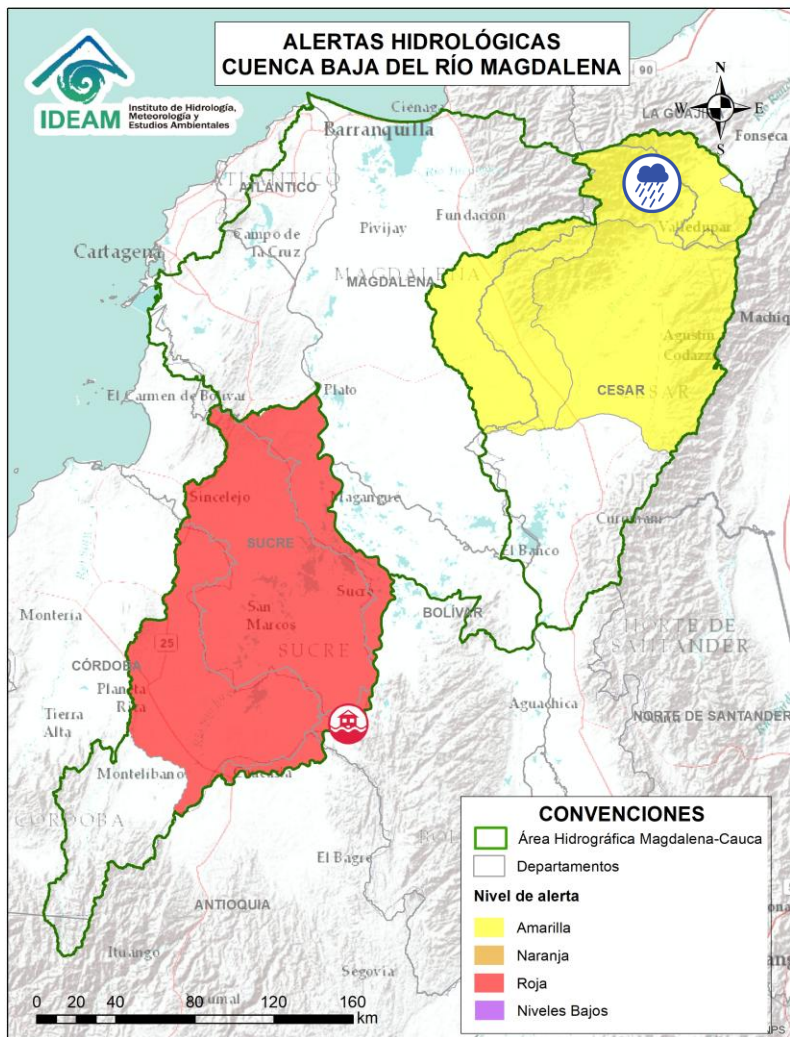 ALERTAS HIDROLÓGICAS
CUENCA BAJA DEL RÍO MAGDALENA
IDEAM
Instituto de Hidrología,
Meteorología y
Estudios Ambientales
N
W
E
S
90
LA GUAJIRA
Fonseca
Ciénaga
Barranquilla
ATLÁNTICO
Cartagena
Campo de
la Cruz
Pivijay
Fundación
MAGDALENA
MAGDALENA
Valledupar
Machiq
Agustín
Codazzi
CESAR
El Carmen de Bolívar
Plato
Sincelejo
Magangué
SUCRE
Curumaní
El Banco
Sucre
San
Marcos
BOLÍVAR
Montería
SUCRE
NORTE DE
SANTANDER
25
CÓRDOBA
Planeta
Rica
Tierra
Alta
Aguachica
NORTE DE SANTANDER
Montelíbano
CÓRDOBA
El Bagre
ANTIOQUIA
Ituango
Segovia
CONVENCIONES
Área Hidrográfica Magdalena-Cauca
Departamentos
Nivel de alerta
Amarilla
Naranja
Roja
Niveles Bajos
0 20 40 80 120 160
km